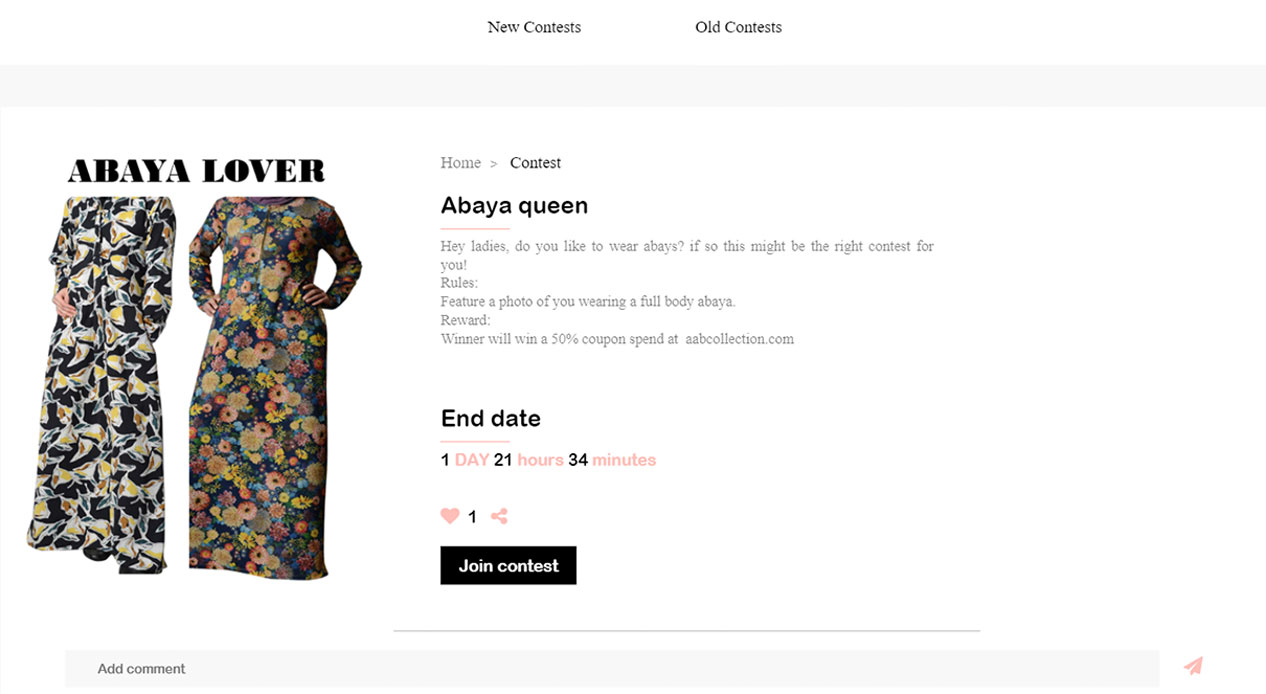 New Contests Old Contests
ABAYA LOVER
Home > Contest
Abaya queen
Hey ladies, do you like to wear abays? if so this might be the right contest for
you!
Rules:
Feature a photo of you wearing a full body abaya.
Reward:
Winner will win a 50% coupon spend at aabcollection.com
End date
1 DAY 21 hours 34 minutes
1
Join contest
Add comment